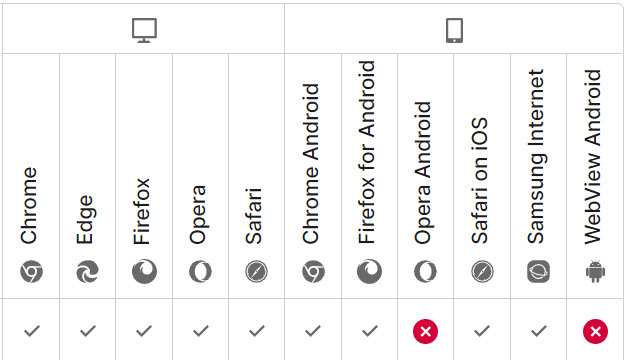 Chrome
Edge
Firefox
Opera
Safari
Chrome Android
Firefox for Android
Opera Android
Safari on iOS
Samsung Internet
WebView Android